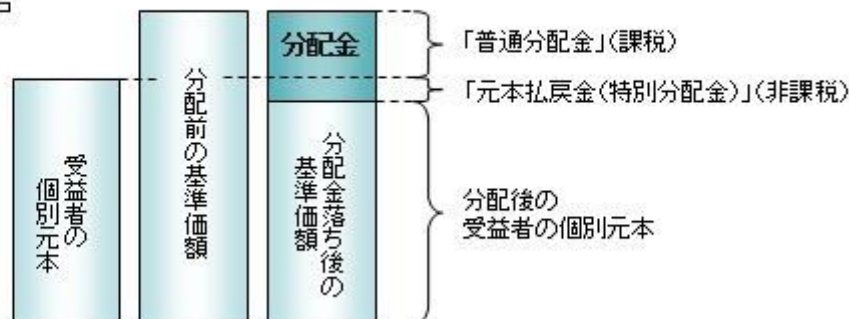 分配金
「普通分配金」(課税)
「元本払戻金(特別分配金)」(非課税)
受益者の
個別元本
分配前の基準価額
分配金落ち後の
基準価額
分配後の
受益者の個別元本